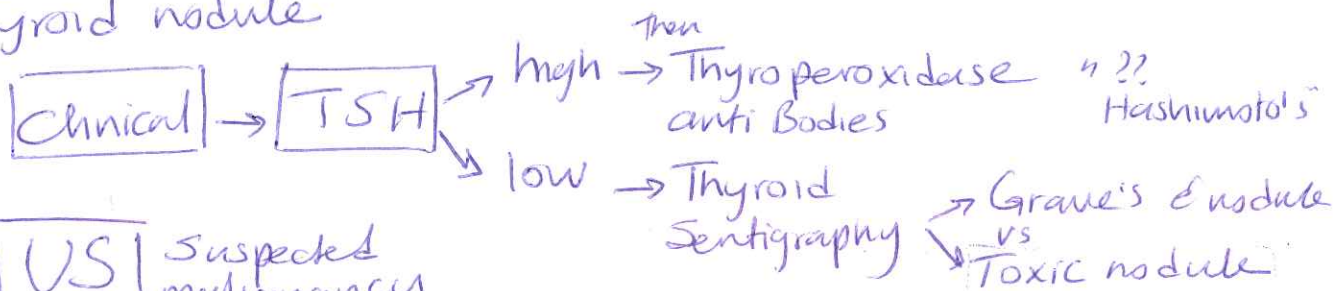 yroid nodule
Clinical → TSH
high → Then Thyroperoxidase anti Bodies " ?? Hashimoto's"
low → Thyroid Sentigraphy
Grave's & nodule
vs
Toxic nodule
US Suspected